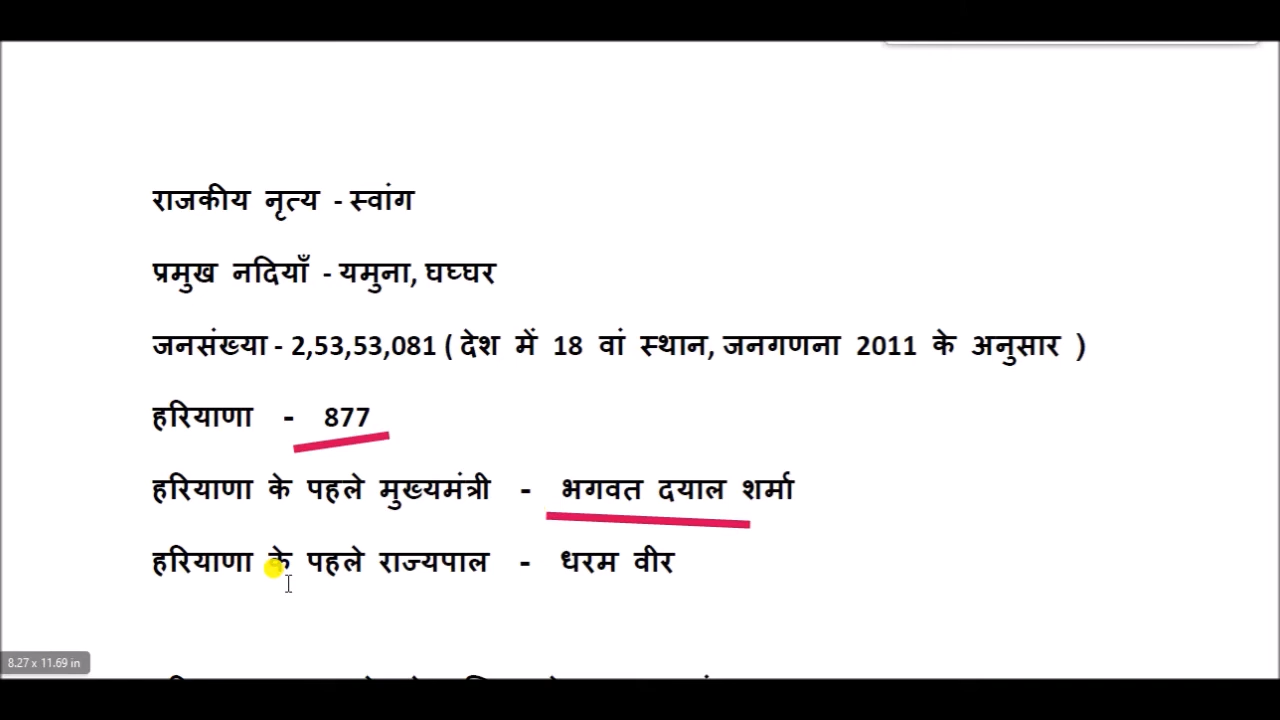 राजकीय नृत्य - स्वांग
प्रमुख नदियाँ - यमुना, घघ्घर
जनसंख्या - 2,53,53,081 ( देश में 18 वां स्थान, जनगणना 2011 के अनुसार )
हरियाणा - 877
हरियाणा के पहले मुख्यमंत्री - भगवत दयाल शर्मा
हरियाणा के पहले राज्यपाल - धरम वीर
8.27 x 11.69 in